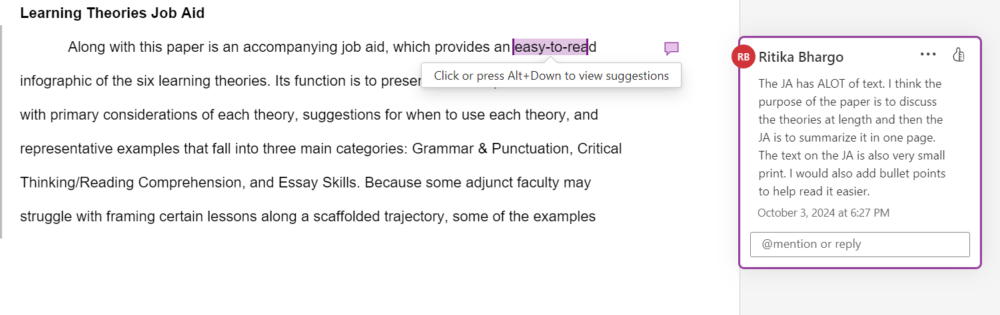 Learning Theories Job Aid
Along with this paper is an accompanying job aid, which provides an easy-to-read
infographic of the six learning theories. Its function is to
Click or press Alt+Down to view suggestions
with primary considerations of each theory, suggestions for when to use each theory, and
representative examples that fall into three main categories: Grammar & Punctuation, Critical
Thinking/Reading Comprehension, and Essay Skills. Because some adjunct faculty may
struggle with framing certain lessons along a scaffolded trajectory, some of the examples
RB
Ritika Bhargo
The JA has ALOT of text. I think the
purpose of the paper is to discuss
the theories at length and then the
JA is to summarize it in one page.
The text on the JA is also very small
print. I would also add bullet points
to help read it easier.
October 3, 2024 at 6:27 PM
@mention or reply